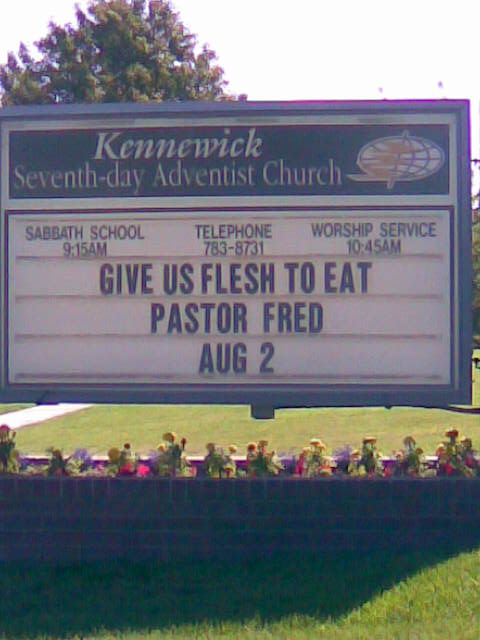 Kennewick
Seventh-day Adventist Church
SABBATH SCHOOL TELEPHONE WORSHIP SERVICE
9:15AM 783-8731 10:45AM
GIVE US FLESH TO EAT
PASTOR FRED
AUG 2